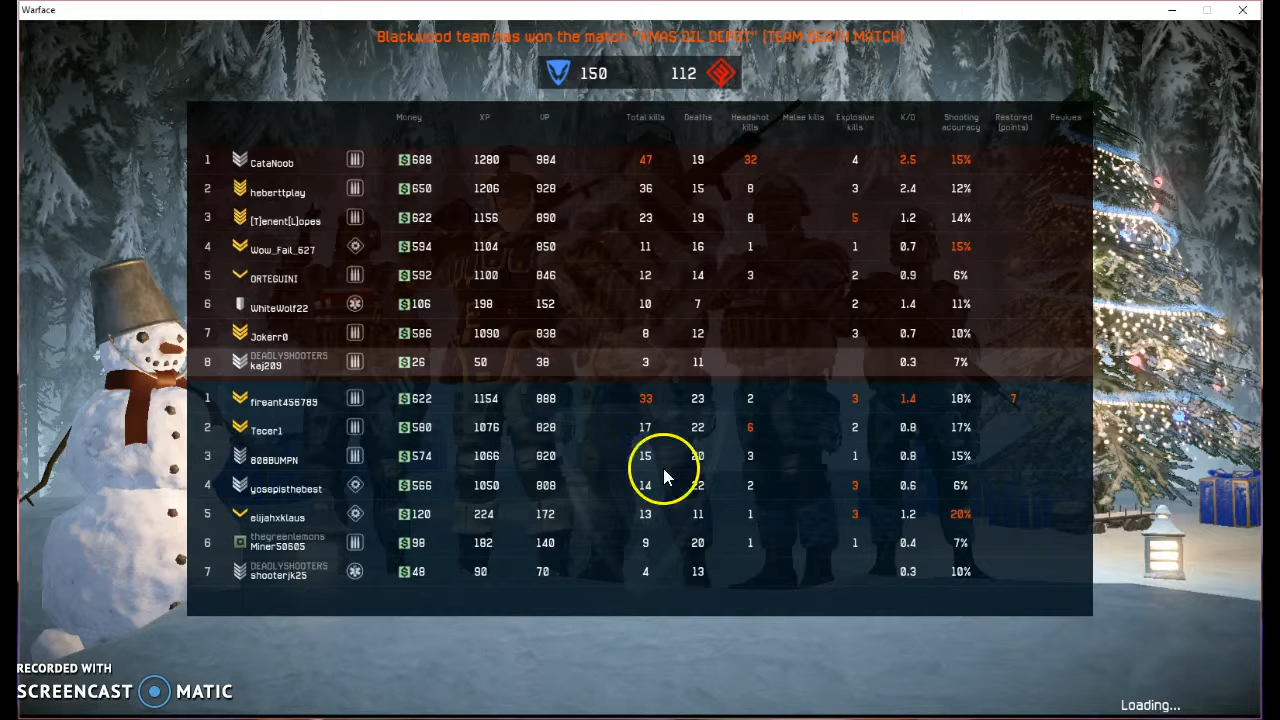 Warface
Blackwood team has won the match "XMAS OIL DEPOT" (TEAM DEATH MATCH)
150 112
Money XP VP Total kills Deaths Headshot kills Melee kills Explosive kills K/D Shooting accuracy Restored (points) Revives
1 CataNoob $688 1280 984 47 19 32 4 2.5 15%
2 heberttplay $650 1206 928 36 15 8 3 2.4 12%
3 [T]enent[L]opes $622 1156 890 23 19 8 5 1.2 14%
4 Wow_Fail_627 $594 1104 850 11 16 1 1 0.7 15%
5 ORTEGUINI $592 1100 846 12 14 3 2 0.9 6%
6 WhiteWolf22 $106 198 152 10 7 2 1.4 11%
7 Jokerr0 $586 1090 838 8 12 3 0.7 10%
DEADLYSHOOTERS
8 kaj209 $26 50 38 3 11 0.3 7%
1 fireant456789 $622 1154 888 33 23 2 3 1.4 18% 7
2 Tecer1 $580 1076 828 17 22 6 2 0.8 17%
3 808BUMPN $574 1066 820 15 20 3 1 0.8 15%
4 yosepisthebest $566 1050 808 14 22 2 3 0.6 6%
5 elijahxklaus $120 224 172 13 11 1 3 1.2 20%
thegreenlemons
6 Miner50605 $98 182 140 9 20 1 1 0.4 7%
DEADLYSHOOTERS
7 shooterjk25 $48 90 70 4 13 0.3 10%
RECORDED WITH
SCREENCAST MATIC
Loading...